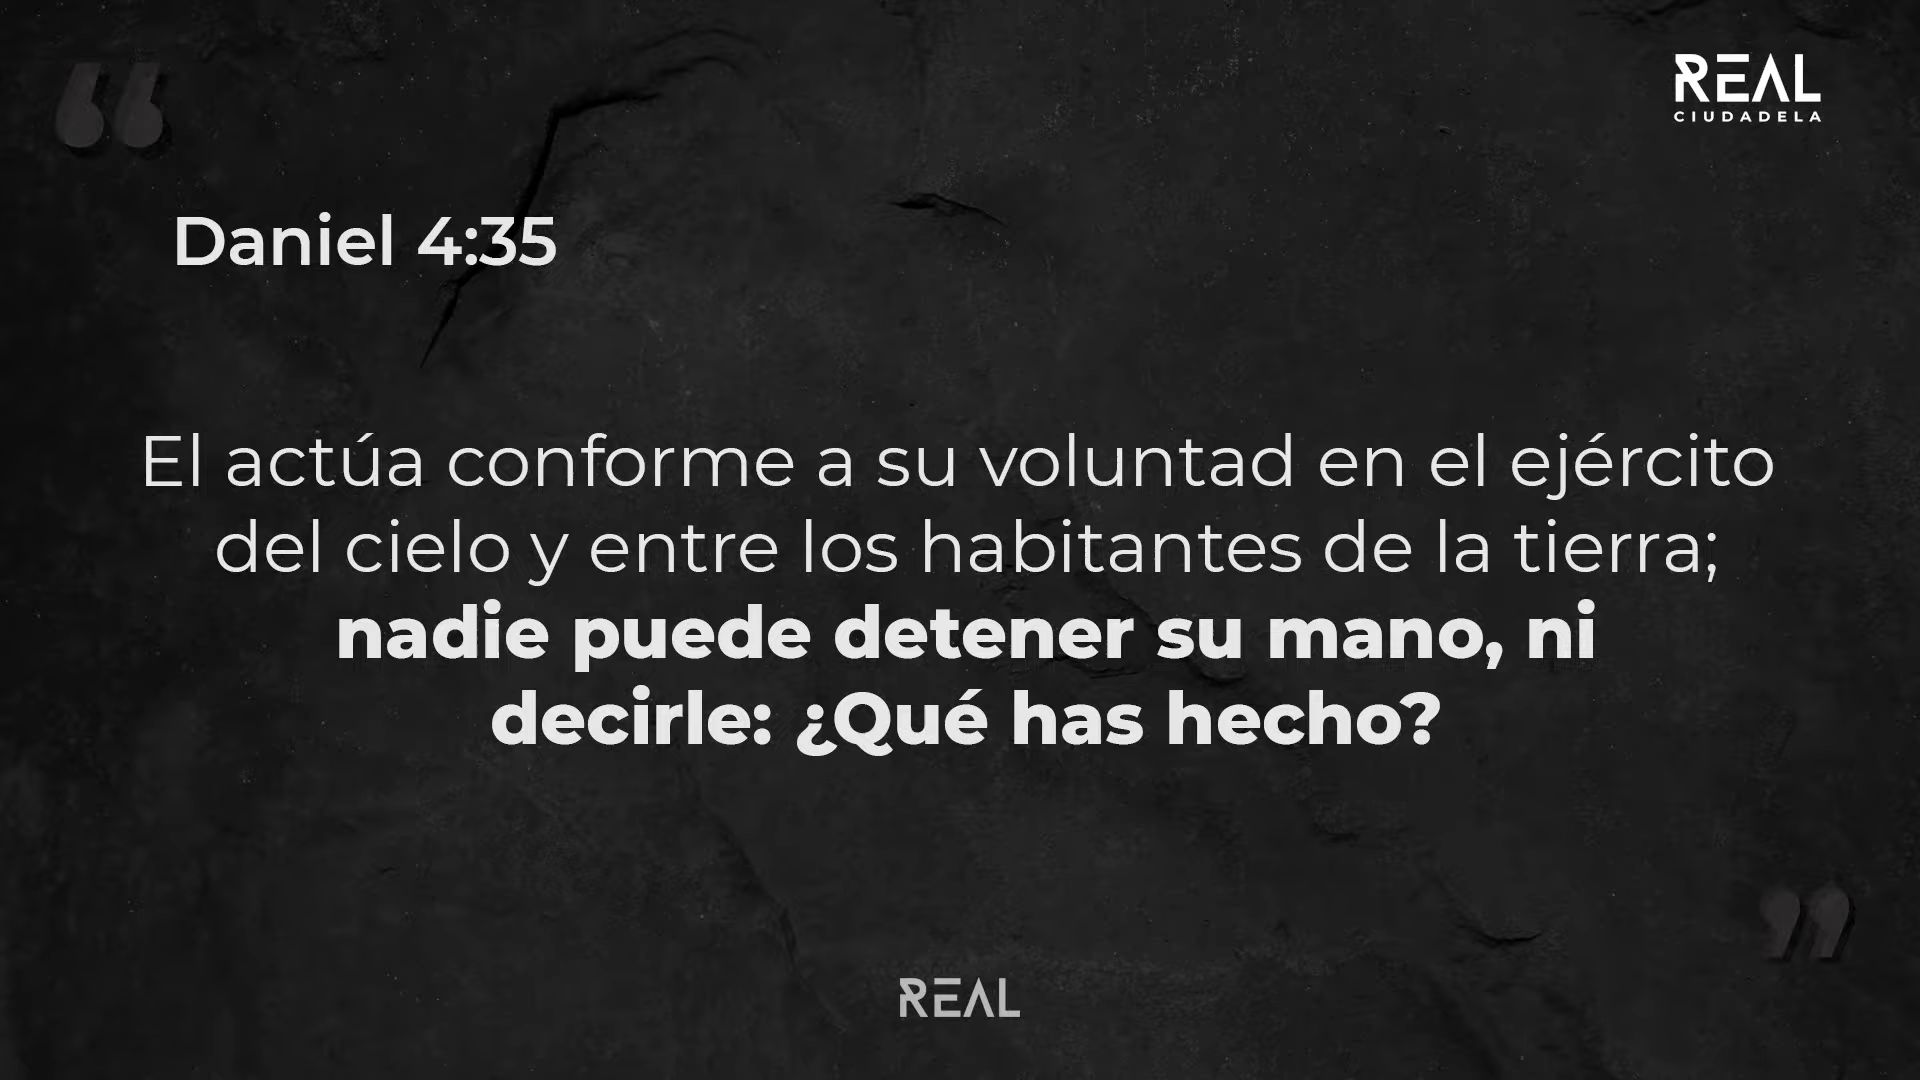 REAL
CIUDADELA
Daniel 4:35
El actúa conforme a su voluntad en el ejército
del cielo y entre los habitantes de la tierra;
nadie puede detener su mano, ni
decirle: ¿Qué has hecho?
REAL